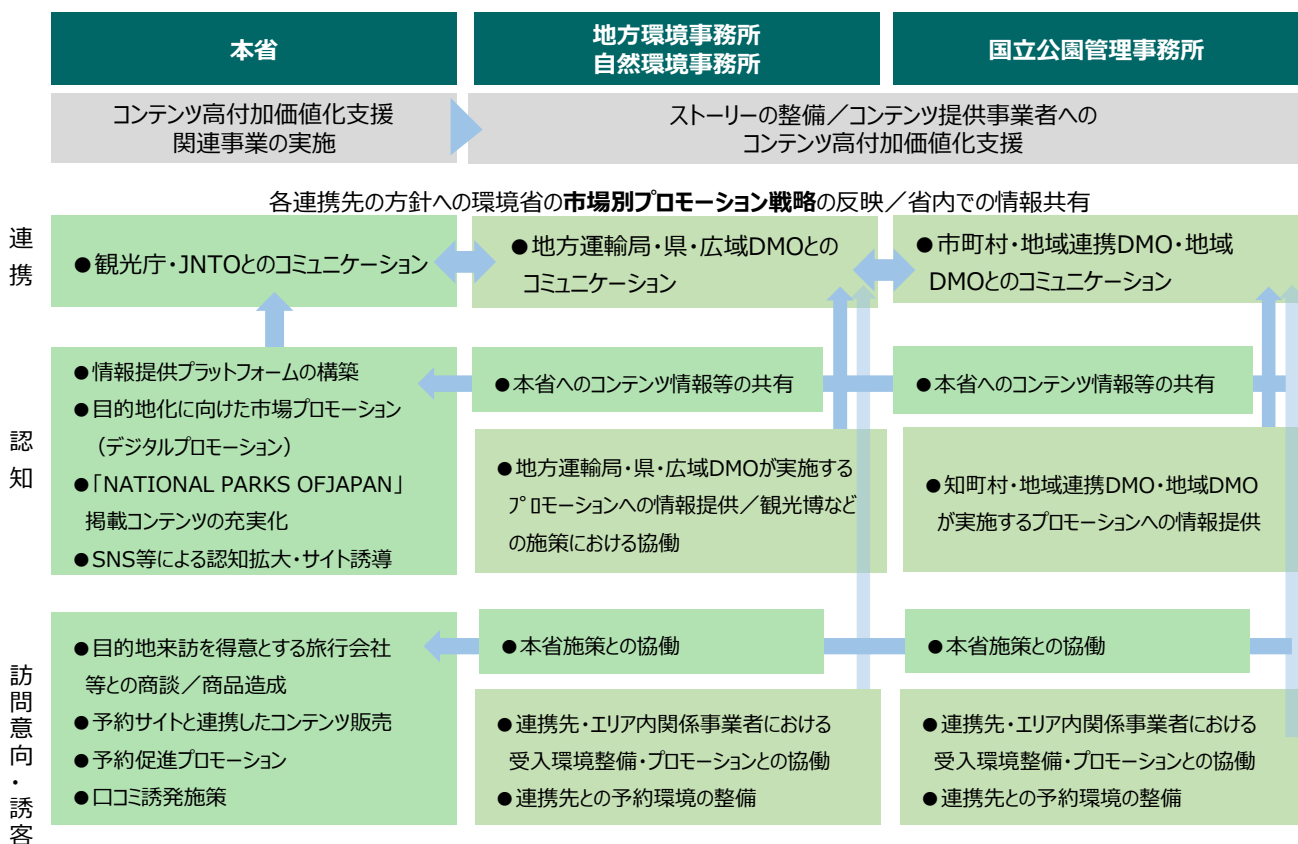 本省
地方環境事務所
自然環境事務所
国立公園管理事務所
コンテンツ高付加価値化支援
関連事業の実施
ストーリーの整備／コンテンツ提供事業者への
コンテンツ高付加価値化支援
各連携先の方針への環境省の市場別プロモーション戦略の反映／省内での情報共有
連携
●観光庁・JNTOとのコミュニケーション
●地方運輸局・県・広域DMOとの
コミュニケーション
●市町村・地域連携DMO・地域
DMOとのコミュニケーション
認知
●情報提供プラットフォームの構築
●目的地化に向けた市場プロモーション
（デジタルプロモーション）
●「NATIONAL PARKS OFJAPAN」
掲載コンテンツの充実化
●SNS等による認知拡大・サイト誘導
●本省へのコンテンツ情報等の共有
●地方運輸局・県・広域DMOが実施する
プロモーションへの情報提供／観光博など
の施策における協働
●本省へのコンテンツ情報等の共有
●知町村・地域連携DMO・地域DMO
が実施するプロモーションへの情報提供
訪問意向・誘客
●目的地来訪を得意とする旅行会社
等との商談／商品造成
●予約サイトと連携したコンテンツ販売
●予約促進プロモーション
●口コミ誘発施策
●本省施策との協働
●連携先・エリア内関係事業者における
受入環境整備・プロモーションとの協働
●連携先との予約環境の整備
●本省施策との協働
●連携先・エリア内関係事業者における
受入環境整備・プロモーションとの協働
●連携先との予約環境の整備